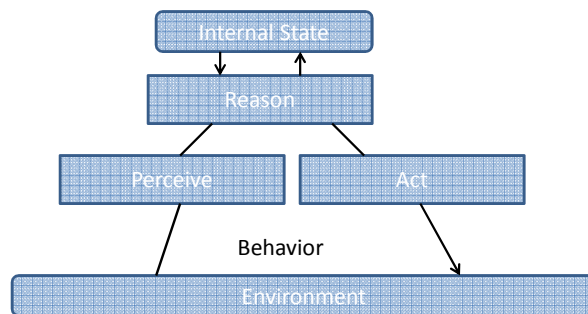 Internal State
Reason
Perceive
Act
Behavior
Environment